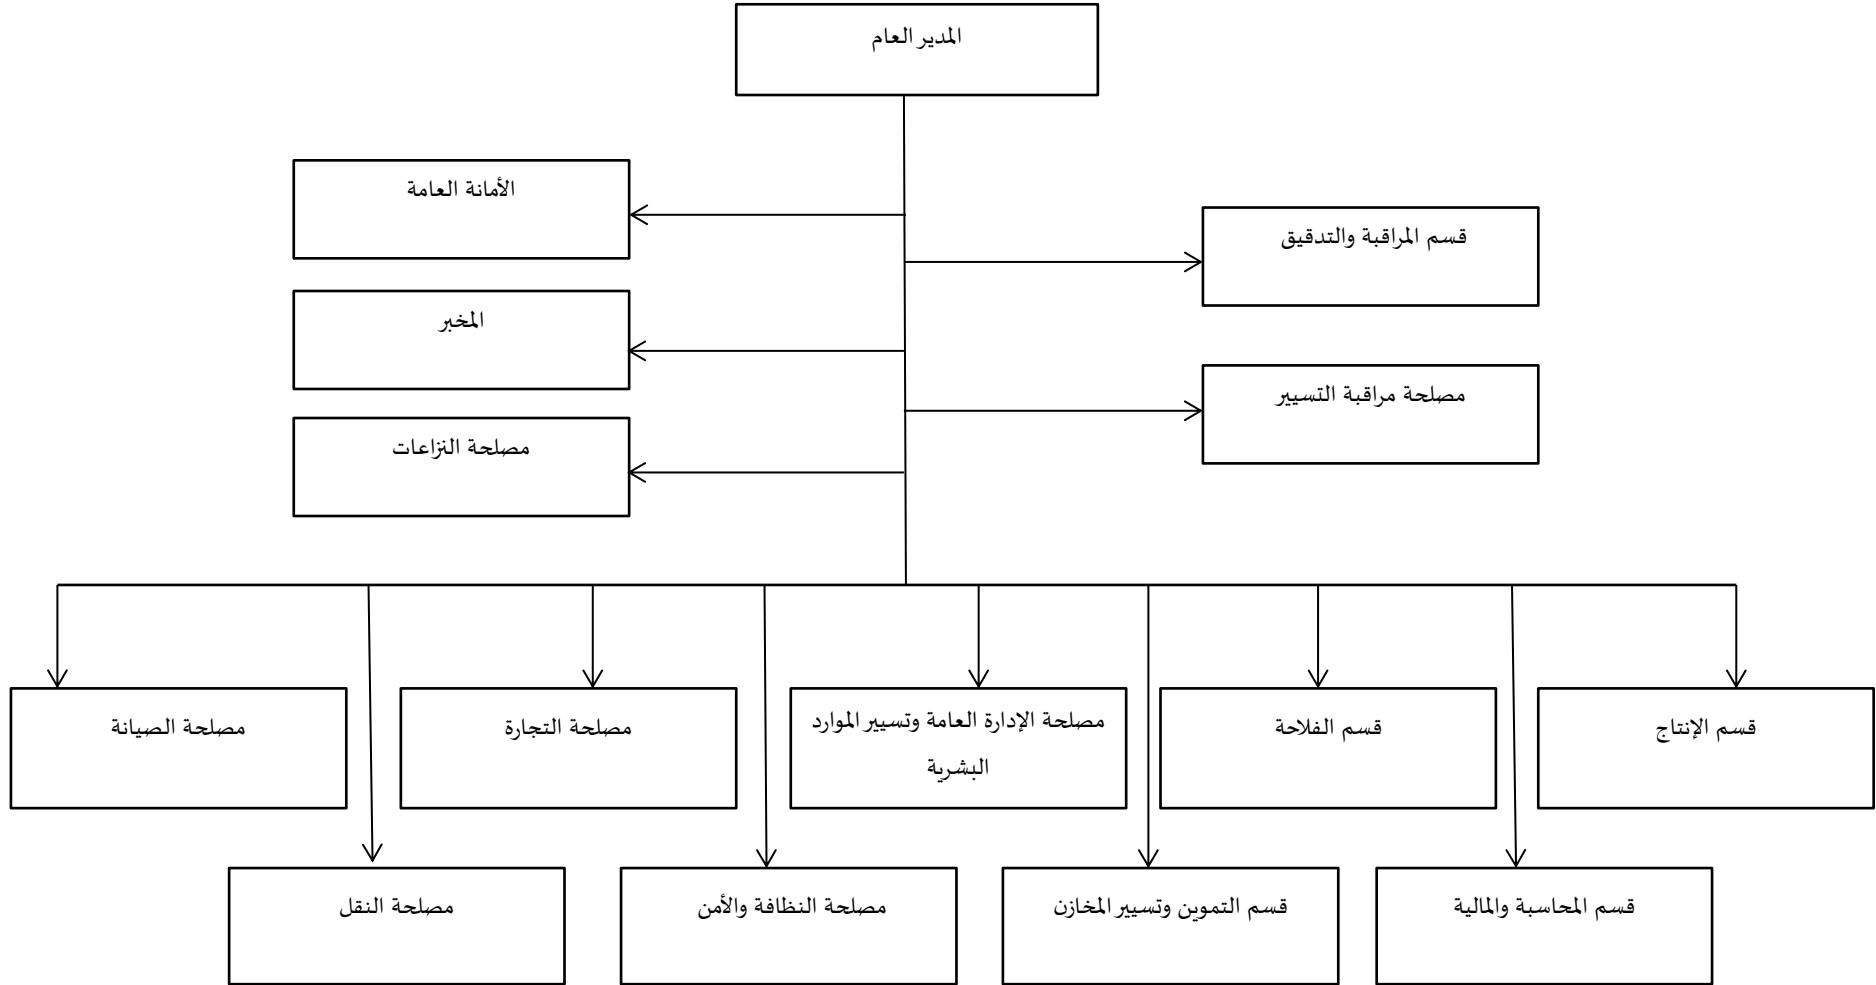 المدير العام
الأمانة العامة
قسم المراقبة والتدقيق
المخبر
مصلحة مراقبة التسيير
مصلحة النزاعات
قسم الإنتاج
قسم الفلاحة
مصلحة الإدارة العامة وتسيير الموارد
البشرية
مصلحة التجارة
مصلحة الصيانة
قسم المحاسبة والمالية
قسم التموين وتسيير المخازن
مصلحة النظافة والأمن
مصلحة النقل